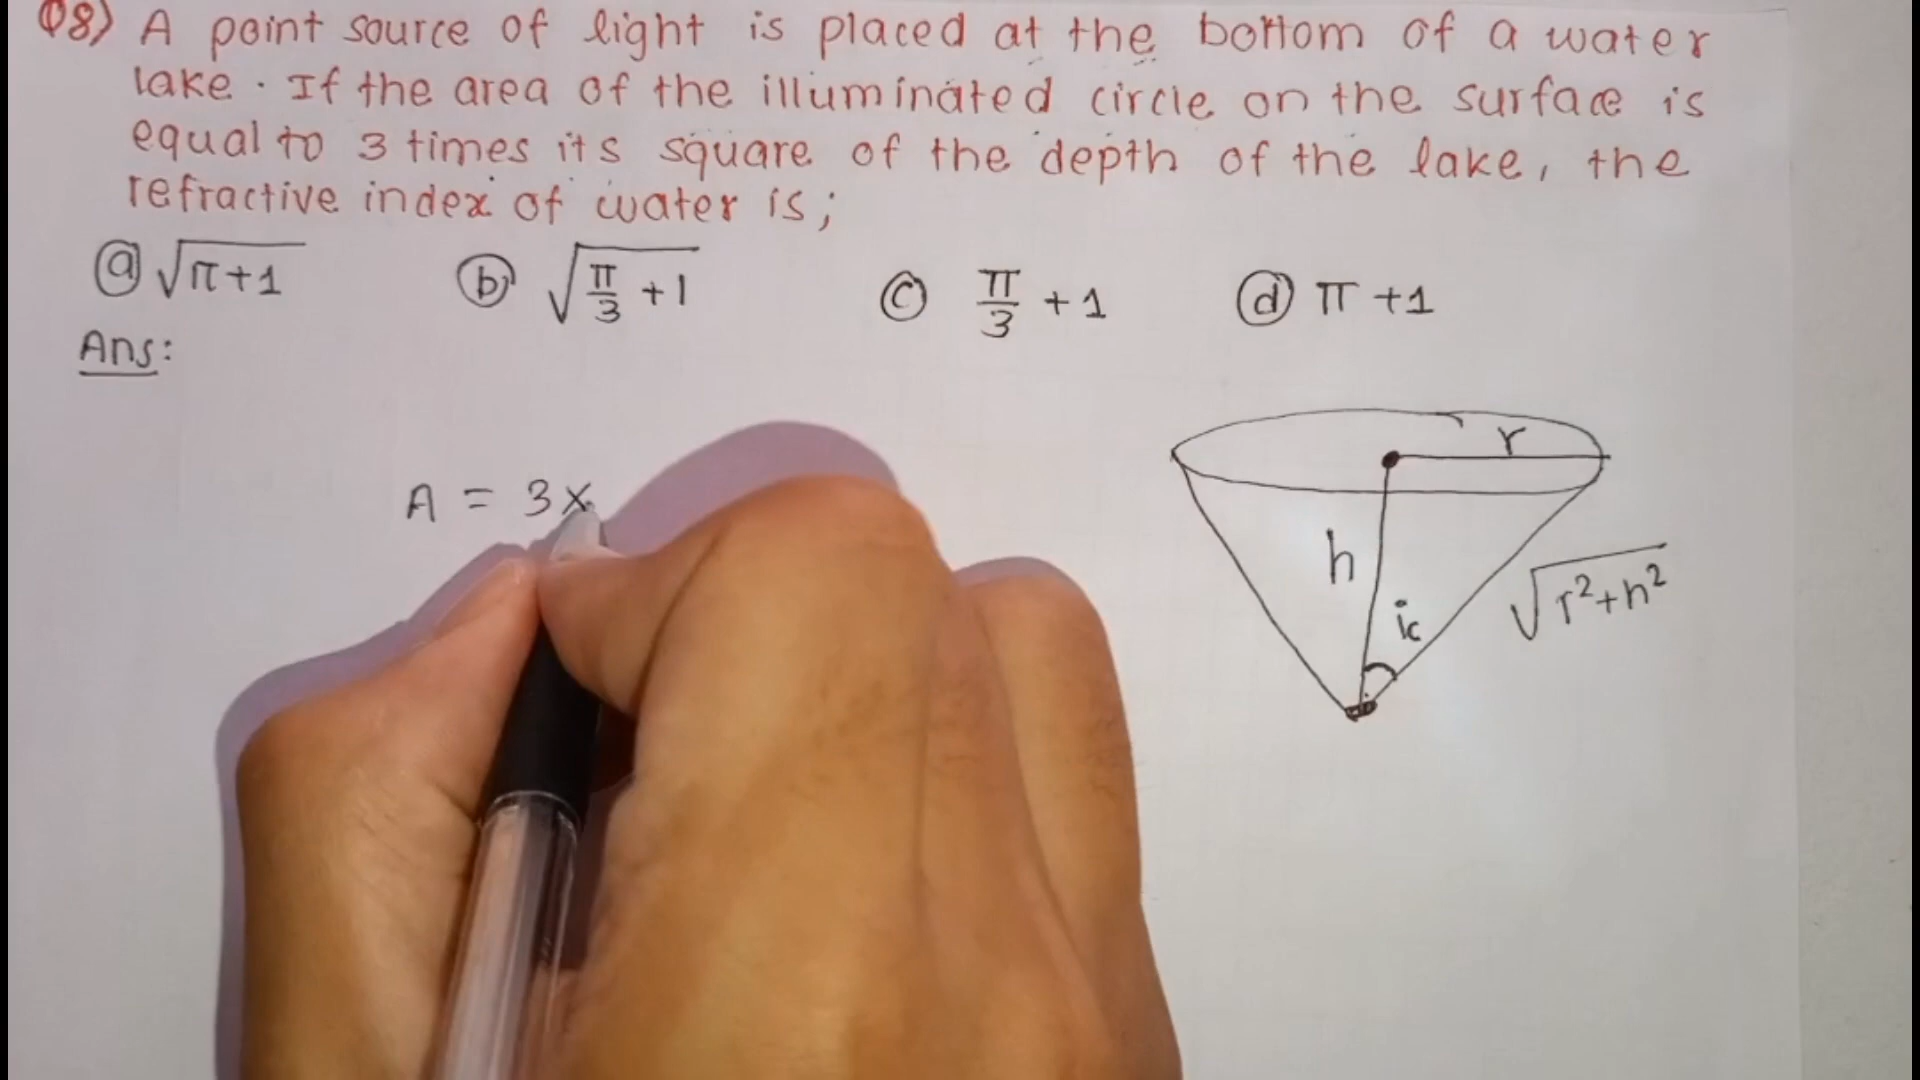 Q8) A point source of light is placed at the bottom of a water
lake. If the area of the illuminated circle on the surface is
equal to 3 times its square of the depth of the lake, the
refractive index of water is;
ⓐ √(π+1) ⓑ √(π/3 + 1) ⓒ π/3 + 1 ⓓ π + 1
Ans:
r
A = 3x
h
ic
√(r²+h²)